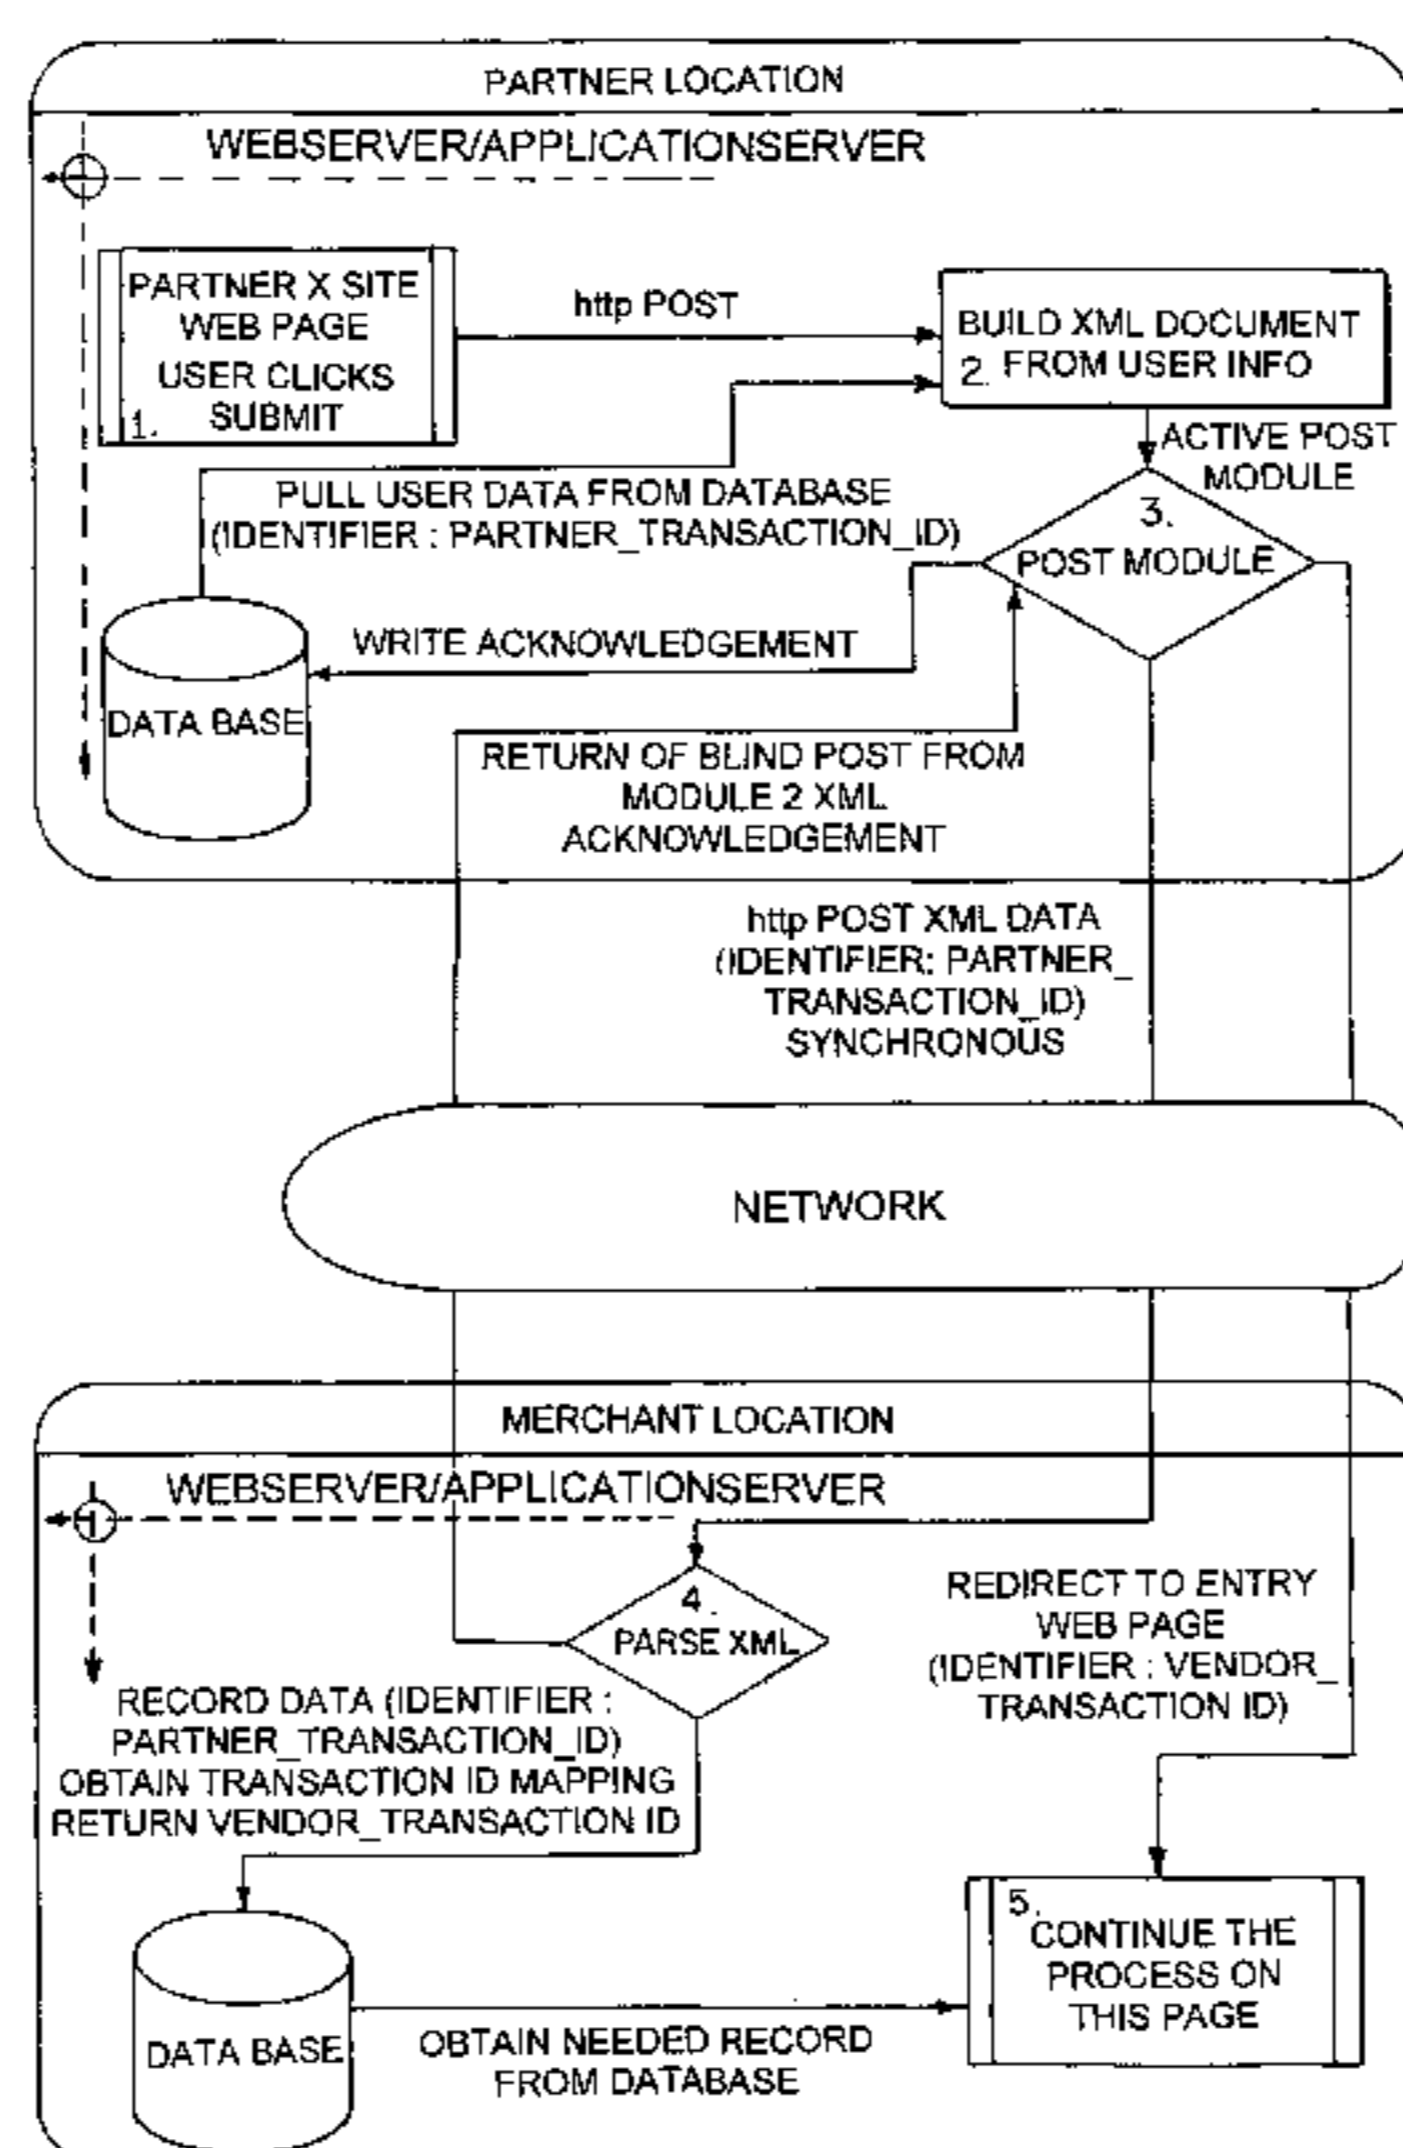 PARTNER LOCATION
WEBSERVER/APPLICATIONSERVER
PARTNER X SITE
WEB PAGE
USER CLICKS
SUBMIT
1.
http POST
BUILD XML DOCUMENT
2. FROM USER INFO
ACTIVE POST
MODULE
PULL USER DATA FROM DATABASE
(IDENTIFIER : PARTNER_TRANSACTION_ID)
3.
POST MODULE
WRITE ACKNOWLEDGEMENT
DATA BASE
RETURN OF BLIND POST FROM
MODULE 2 XML
ACKNOWLEDGEMENT
http POST XML DATA
(IDENTIFIER: PARTNER_
TRANSACTION_ID)
SYNCHRONOUS
NETWORK
MERCHANT LOCATION
WEBSERVER/APPLICATIONSERVER
4.
PARSE XML
REDIRECT TO ENTRY
WEB PAGE
(IDENTIFIER : VENDOR_
TRANSACTION ID)
RECORD DATA (IDENTIFIER :
PARTNER_TRANSACTION_ID)
OBTAIN TRANSACTION ID MAPPING
RETURN VENDOR_TRANSACTION ID
5.
CONTINUE THE
PROCESS ON
THIS PAGE
DATA BASE
OBTAIN NEEDED RECORD
FROM DATABASE